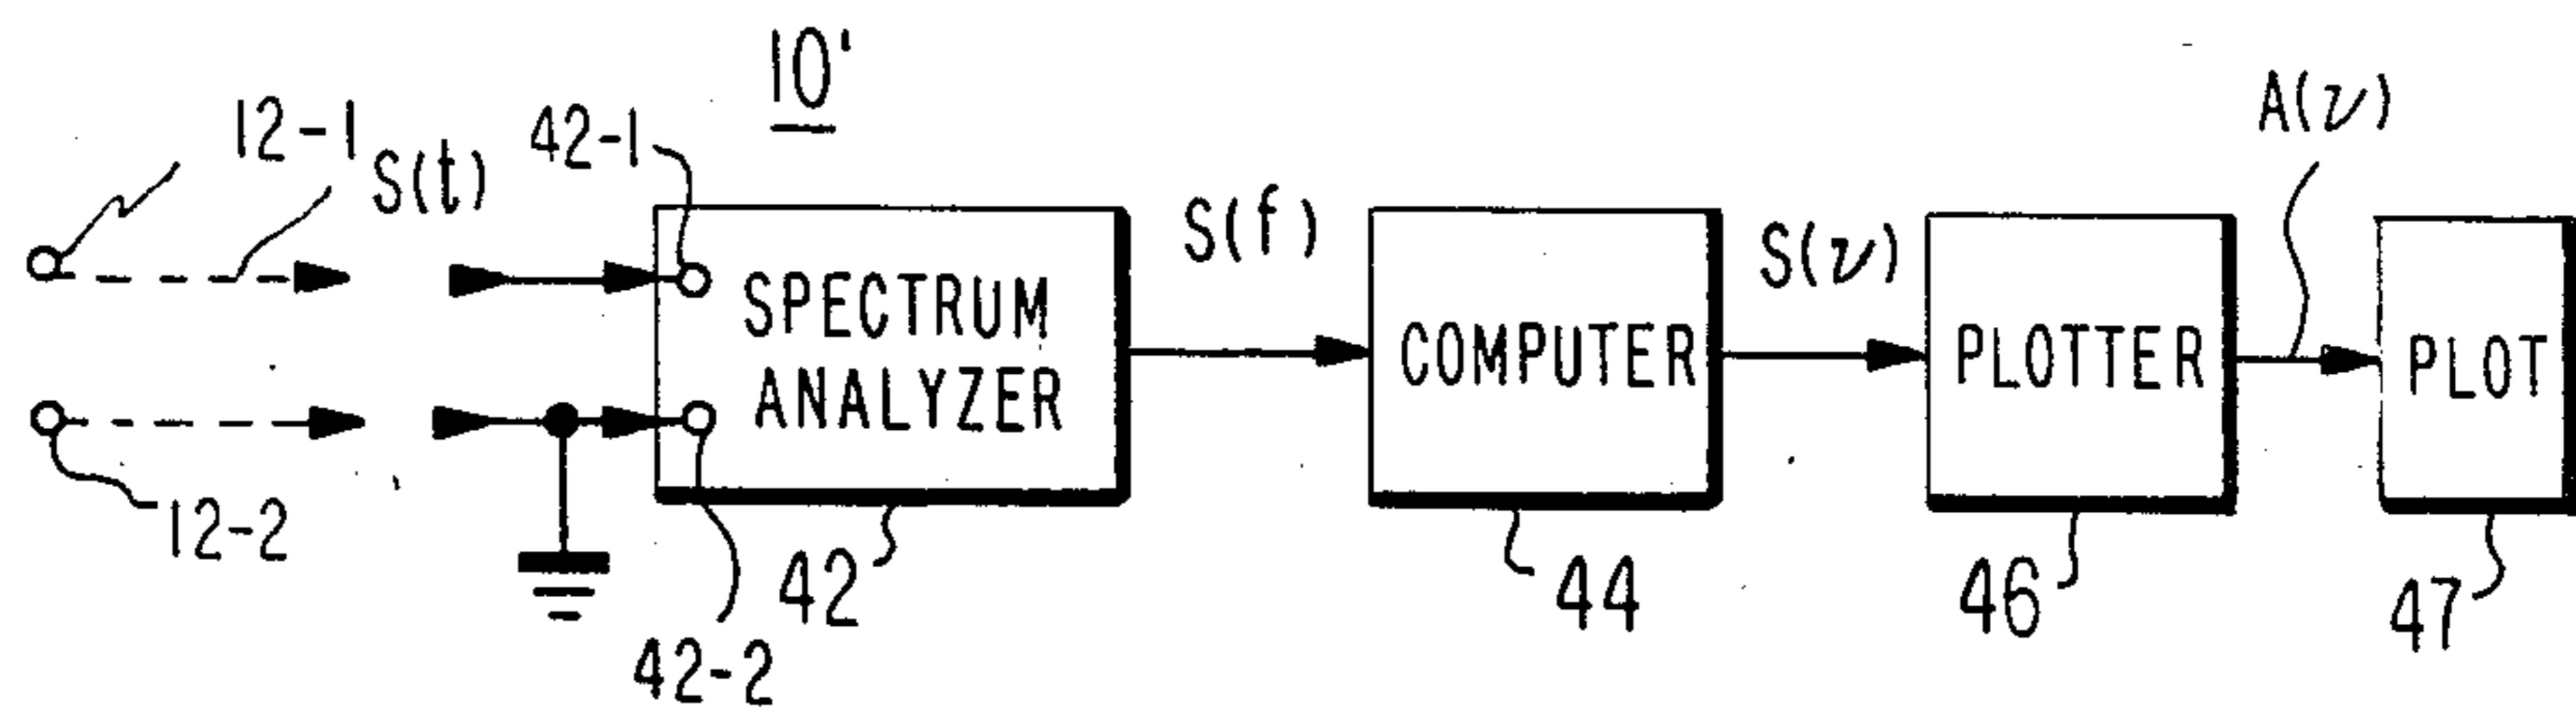 10'
12-1
S(t)
42-1
SPECTRUM
ANALYZER
S(f)
COMPUTER
S(ν)
PLOTTER
A(ν)
PLOT
12-2
42-2
42
44
46
47